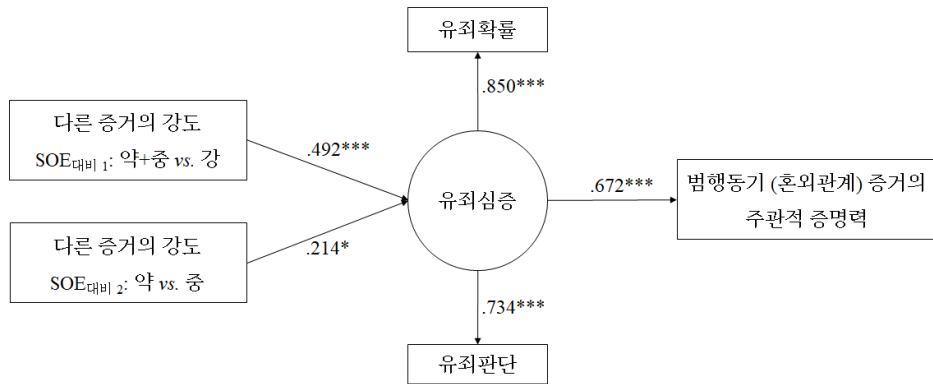 유죄확률
.850***
다른 증거의 강도
SOE대비 1: 약+중 vs. 강
.492***
유죄심증
.672***
범행동기 (혼외관계) 증거의
주관적 증명력
다른 증거의 강도
SOE대비 2: 약 vs. 중
.214*
.734***
유죄판단